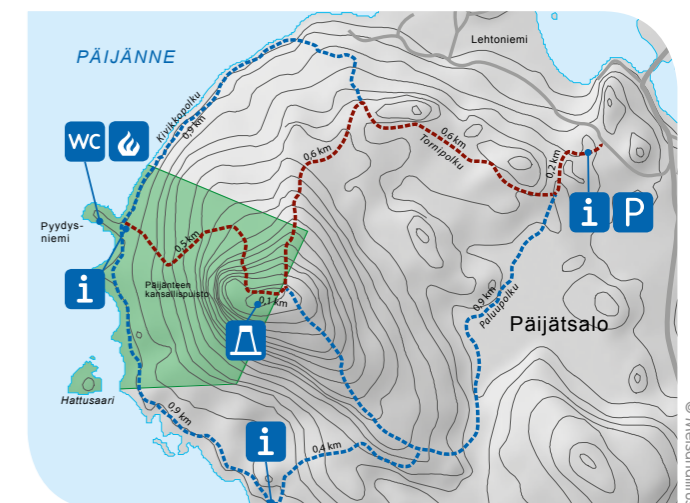 PÄIJÄNNE
Lehtoniemi
Kivikkopolku
0,9 km
WC
0,6 km
Tornipolku
0,6 km
0,2 km
i P
Pyydys-
niemi
0,5 km
i
Päijänteen
kansallispuisto
0,1 km
0,9 km
Paluupolku
Päijätsalo
Hattusaari
0,9 km
i
0,4 km